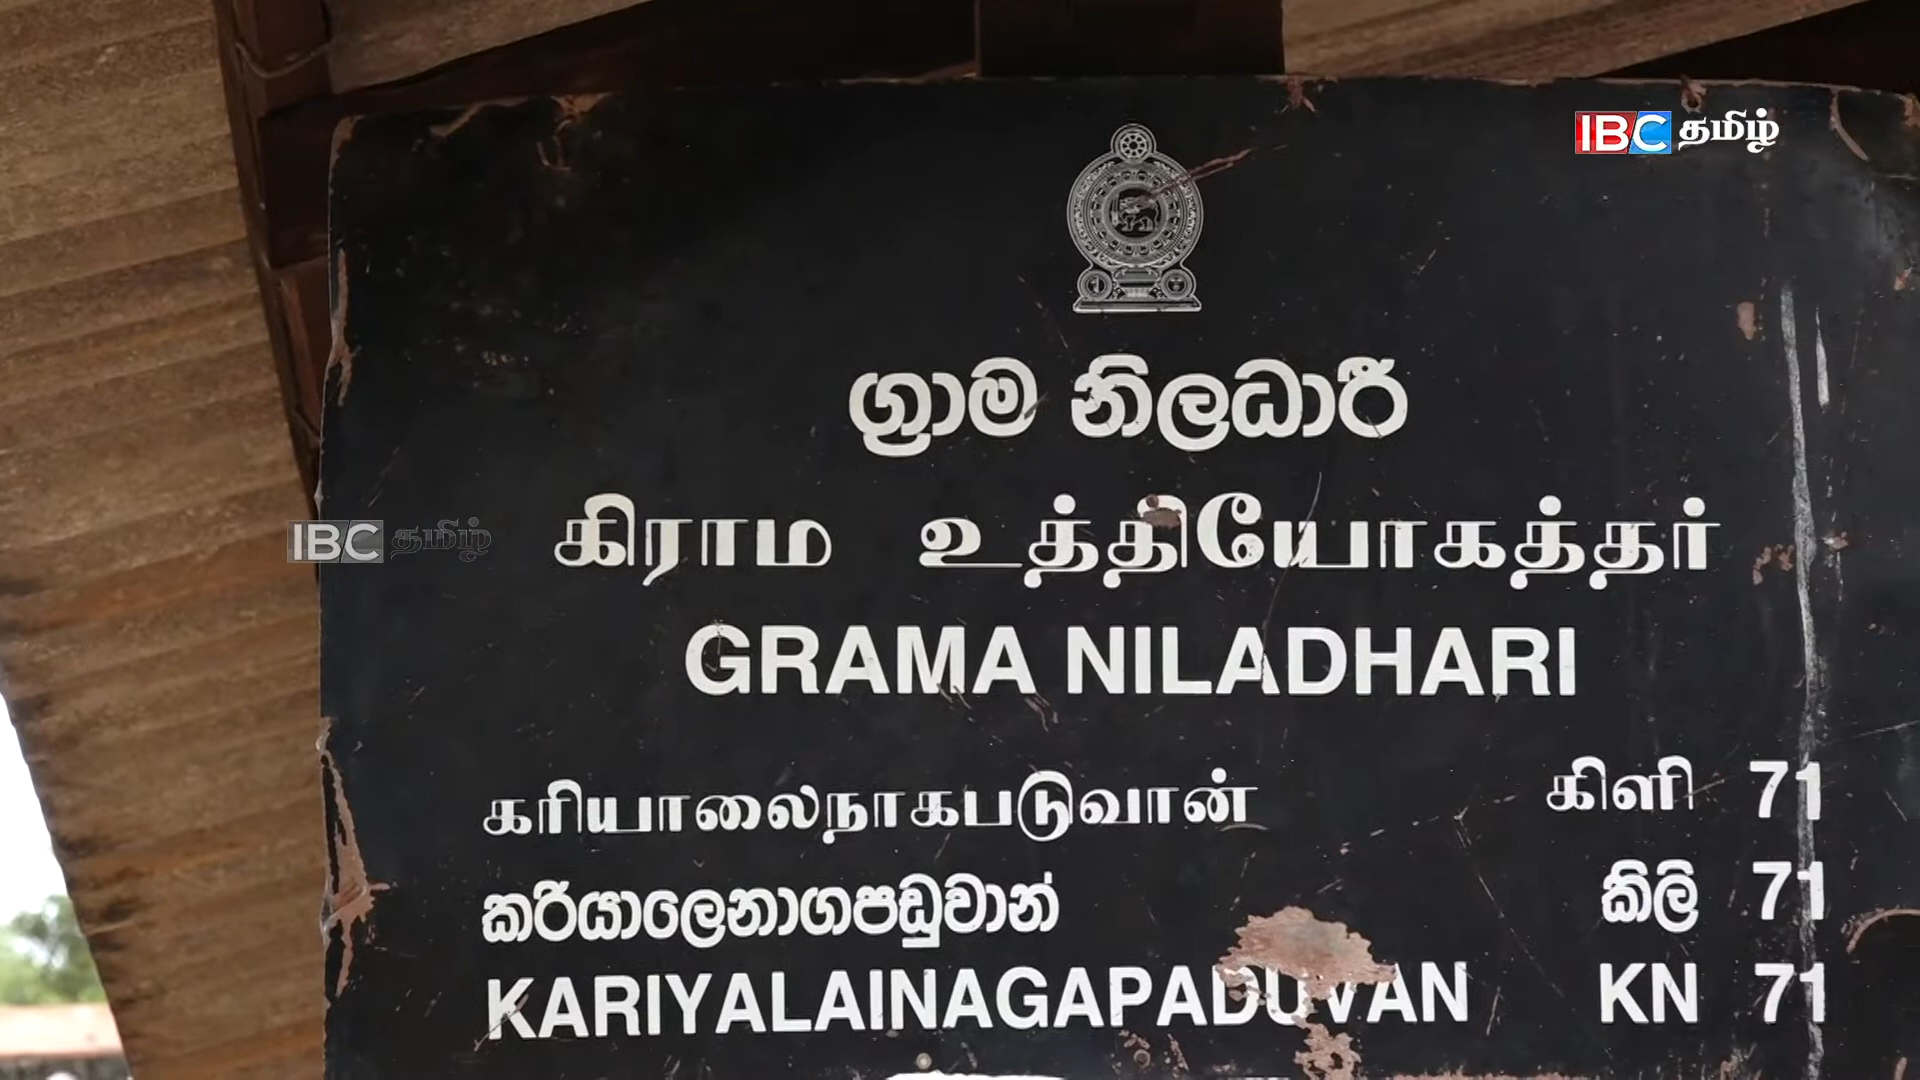 IBC தமிழ்
ග්‍රාම නිලධාරී
கிராம உத்தியோகத்தர்
IBC தமிழ்
GRAMA NILADHARI
கரியாலைநாகபடுவான் கிளி 71
කරියාලෙනාගපඩුවාන් කිලි 71
KARIYALAINAGAPADUVAN KN 71